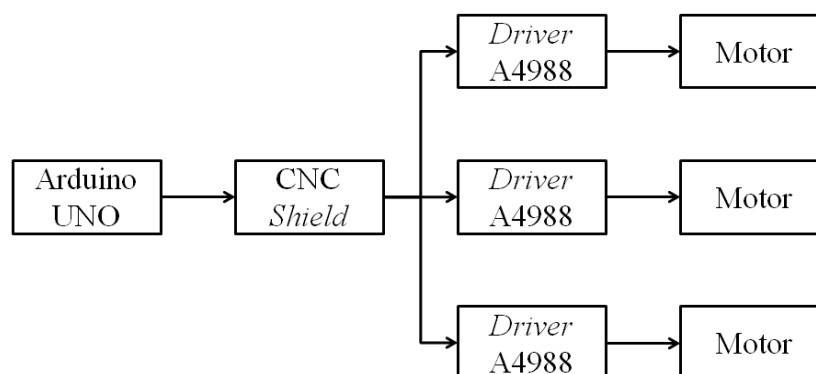 Driver
A4988
Motor
Arduino
UNO
CNC
Shield
Driver
A4988
Motor
Driver
A4988
Motor